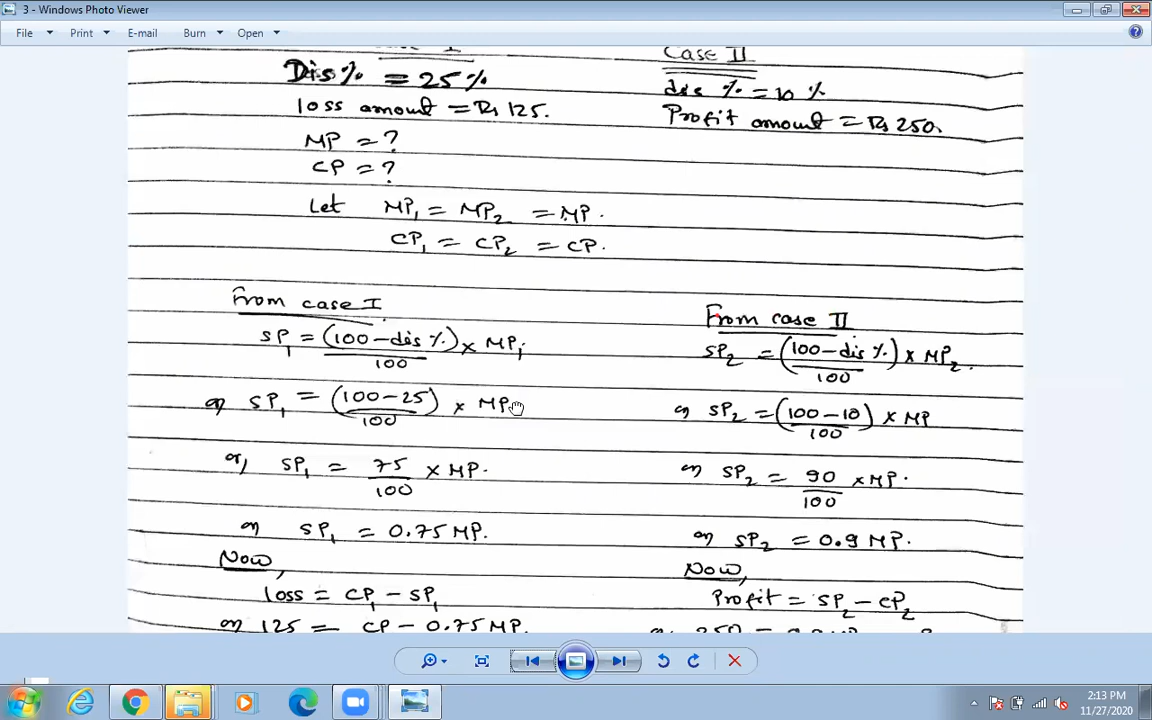 3 - Windows Photo Viewer
File Print E-mail Burn Open
Case II
Dis% = 25%
loss amount = Rs 125.
MP = ?
CP = ?
dis % = 10 %
Profit amount = Rs 250.
Let MP₁ = MP₂ = MP.
CP₁ = CP₂ = CP.
From case I
SP₁ = (100-dis %)/100 × MP₁
or SP₁ = (100-25)/100 × MP
or, SP₁ = 75/100 × MP.
or SP₁ = 0.75 MP.
Now,
loss = CP₁ - SP₁
or 125 = CP - 0.75 MP.
From case II
SP₂ = (100-dis %)/100 × MP₂.
or SP₂ = (100-10)/100 × MP
or SP₂ = 90/100 × MP.
or SP₂ = 0.9 MP.
Now,
Profit = SP₂ - CP₂
2:13 PM
11/27/2020